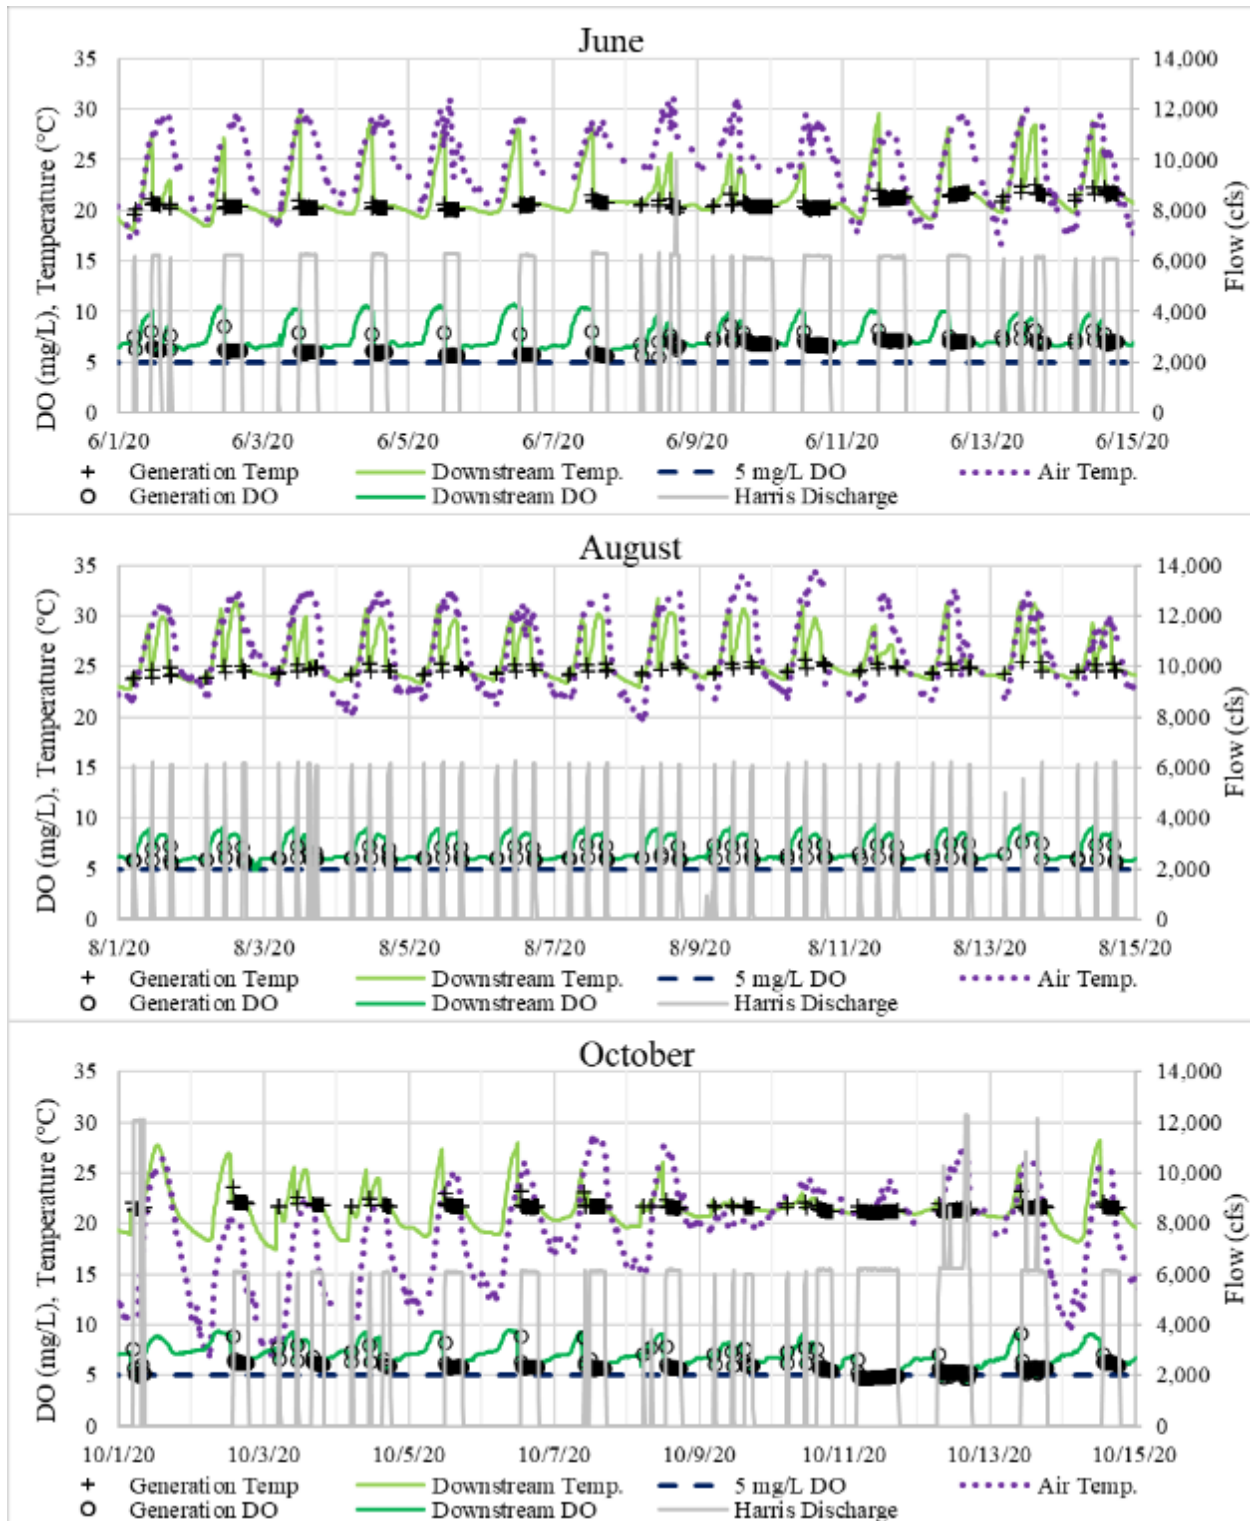 June
35 14,000
30 12,000
25 10,000
20 8,000
15 6,000
10 4,000
5 2,000
0 0
DO (mg/L), Temperature (°C)
Flow (cfs)
6/1/20 6/3/20 6/5/20 6/7/20 6/9/20 6/11/20 6/13/20 6/15/20
Generation Temp Downstream Temp. 5 mg/L DO Air Temp.
Generation DO Downstream DO Harris Discharge
August
35 14,000
30 12,000
25 10,000
20 8,000
15 6,000
10 4,000
5 2,000
0 0
DO (mg/L), Temperature (°C)
Flow (cfs)
8/1/20 8/3/20 8/5/20 8/7/20 8/9/20 8/11/20 8/13/20 8/15/20
Generation Temp Downstream Temp. 5 mg/L DO Air Temp.
Generation DO Downstream DO Harris Discharge
October
35 14,000
30 12,000
25 10,000
20 8,000
15 6,000
10 4,000
5 2,000
0 0
DO (mg/L), Temperature (°C)
Flow (cfs)
10/1/20 10/3/20 10/5/20 10/7/20 10/9/20 10/11/20 10/13/20 10/15/20
Generation Temp Downstream Temp. 5 mg/L DO Air Temp.
Generation DO Downstream DO Harris Discharge